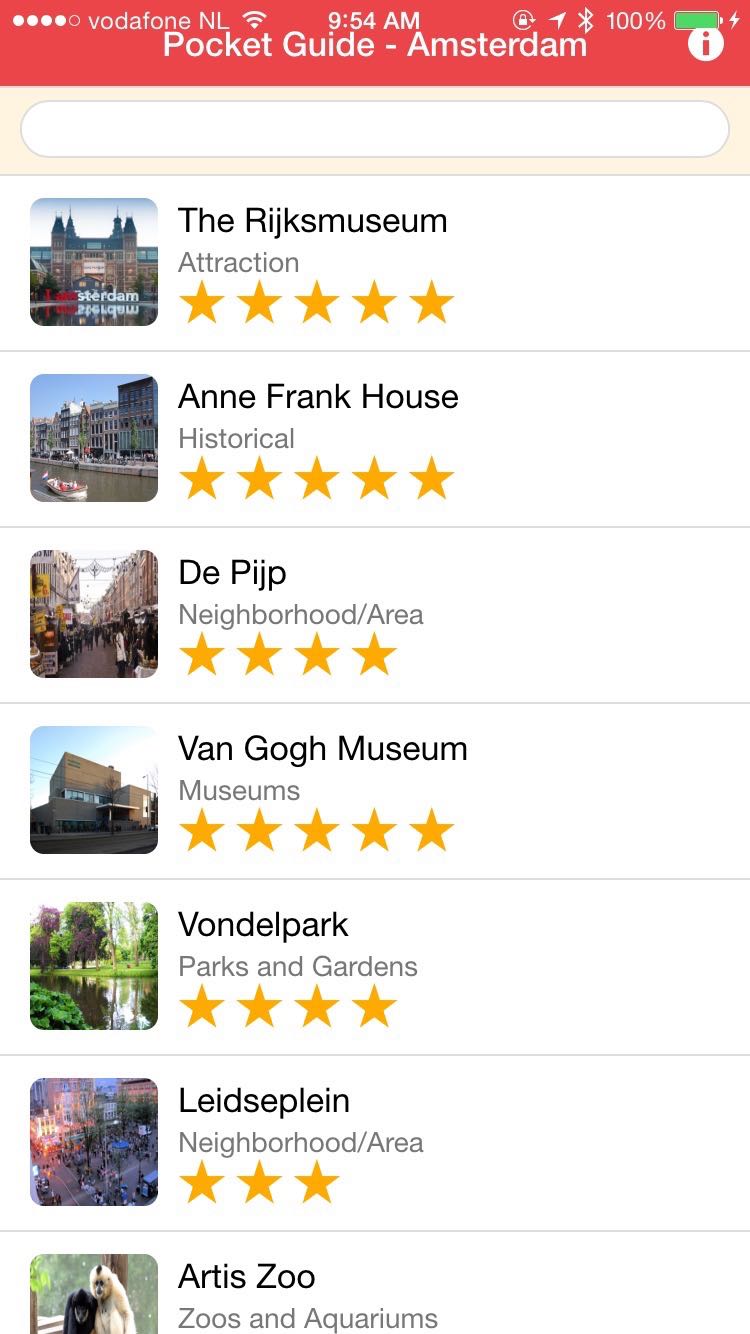 vodafone NL 9:54 AM 100%
Pocket Guide - Amsterdam
The Rijksmuseum
Attraction
I amsterdam
Anne Frank House
Historical
De Pijp
Neighborhood/Area
Van Gogh Museum
Museums
Vondelpark
Parks and Gardens
Leidseplein
Neighborhood/Area
Artis Zoo
Zoos and Aquariums